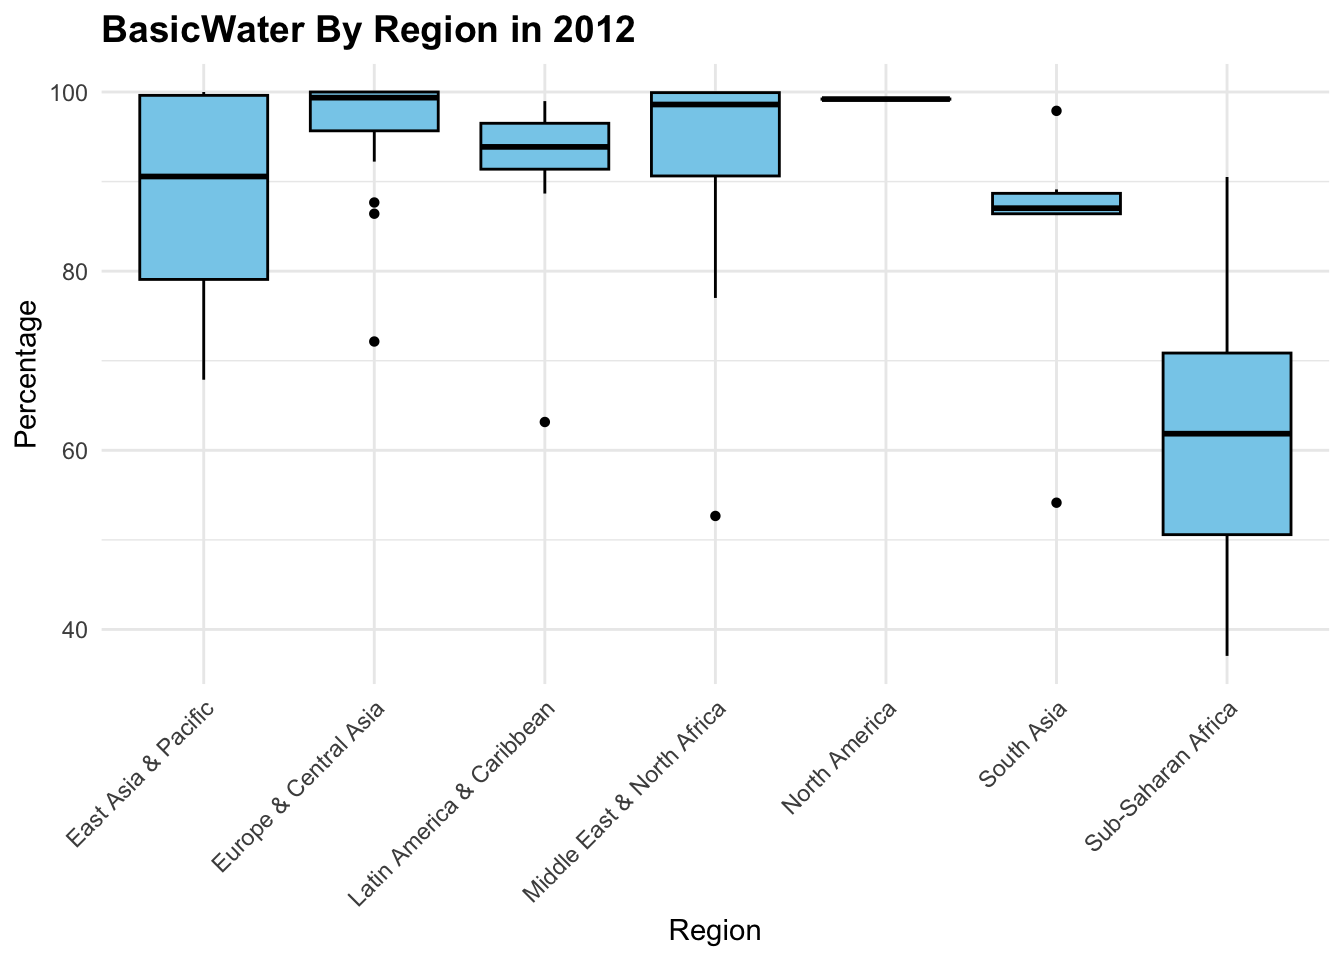 BasicWater By Region in 2012
Percentage
100
80
60
40
East Asia & Pacific
Europe & Central Asia
Latin America & Caribbean
Middle East & North Africa
North America
South Asia
Sub-Saharan Africa
Region